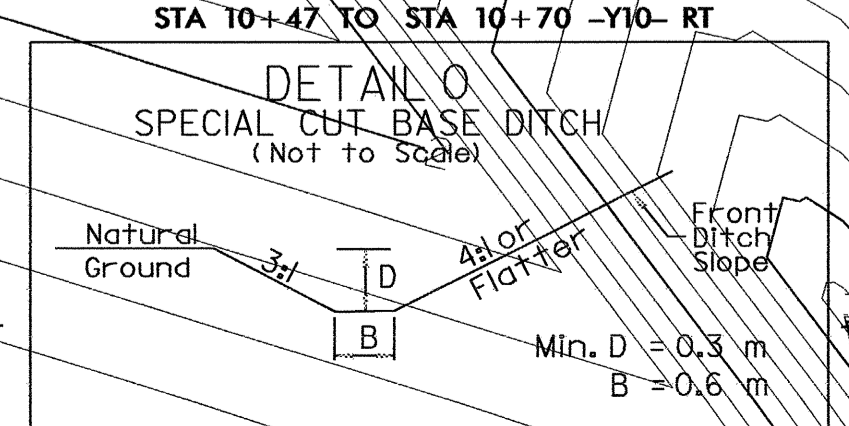 STA 10+47 TO STA 10+70 -Y10- RT
DETAIL O
SPECIAL CUT BASE DITCH
(Not to Scale)
Natural
Ground
3:1
D
B
4:1 or
Flatter
Front
Ditch
Slope
Min. D = 0.3 m
B = 0.6 m